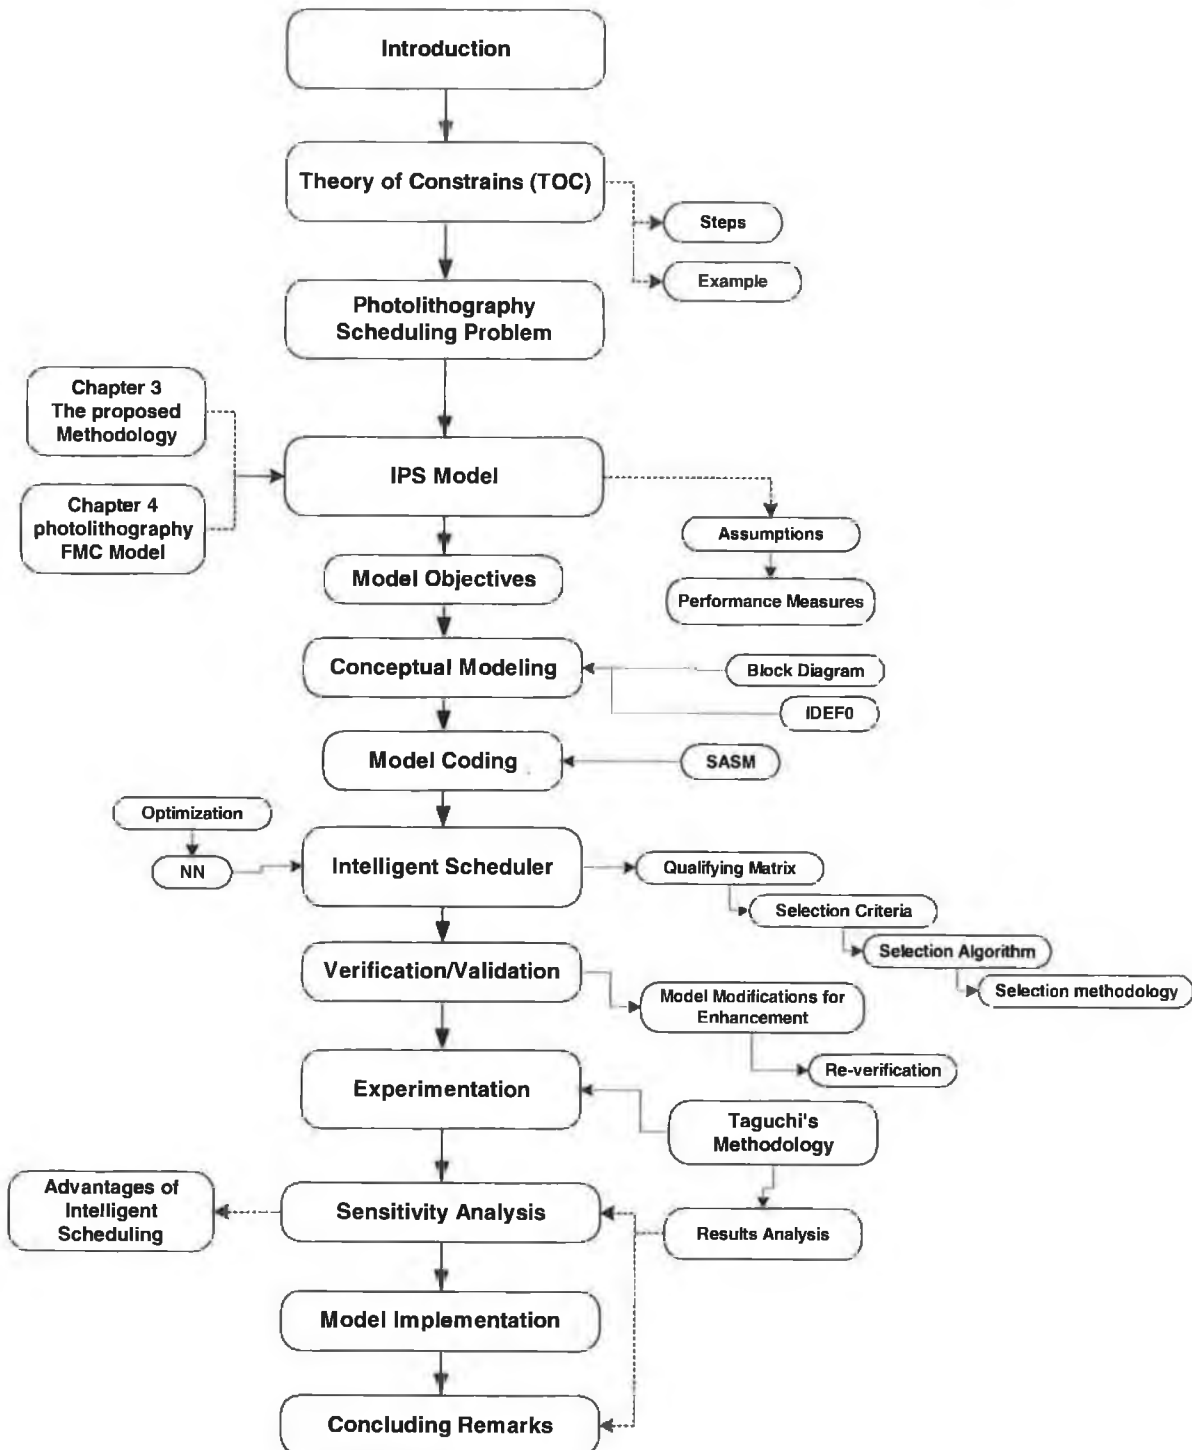 Introduction
Theory of Constrains (TOC)
Steps
Example
Photolithography
Scheduling Problem
Chapter 3
The proposed
Methodology
IPS Model
Chapter 4
photolithography
FMC Model
Assumptions
Model Objectives
Performance Measures
Conceptual Modeling
Block Diagram
IDEF0
Model Coding
SASM
Optimization
NN
Intelligent Scheduler
Qualifying Matrix
Selection Criteria
Selection Algorithm
Selection methodology
Verification/Validation
Model Modifications for
Enhancement
Re-verification
Experimentation
Taguchi's
Methodology
Advantages of
Intelligent
Scheduling
Sensitivity Analysis
Results Analysis
Model Implementation
Concluding Remarks